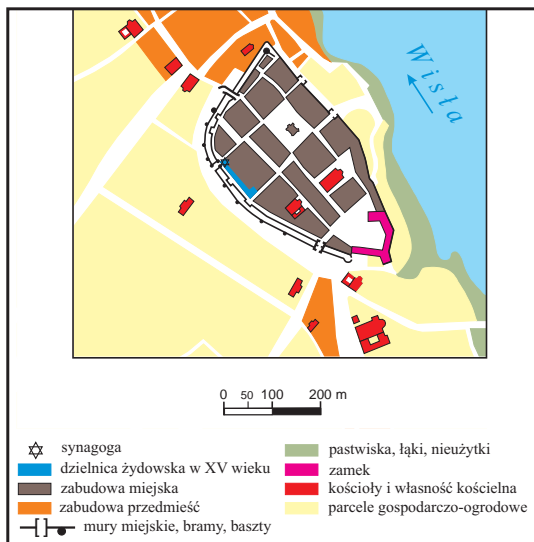 Wisła
0 50 100 200 m
synagoga
dzielnica żydowska w XV wieku
zabudowa miejska
zabudowa przedmieść
mury miejskie, bramy, baszty
pastwiska, łąki, nieużytki
zamek
kościoły i własność kościelna
parcele gospodarczo-ogrodowe